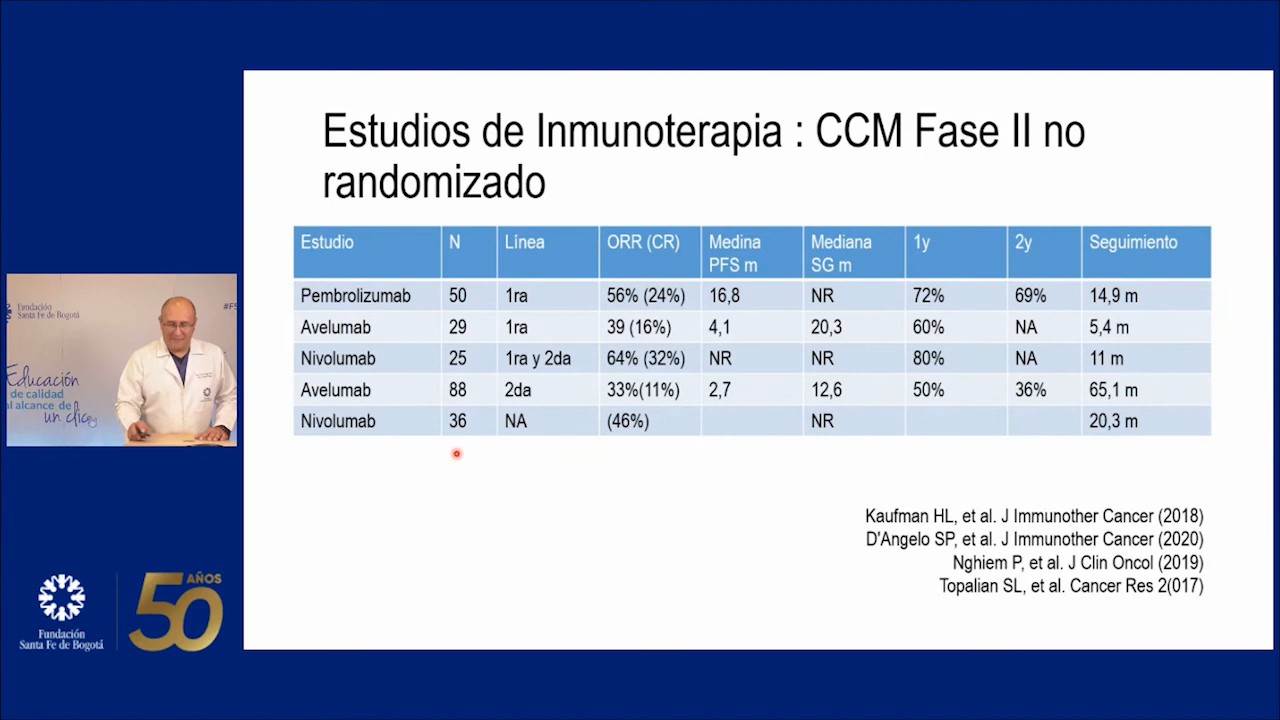 Estudios de Inmunoterapia : CCM Fase II no
randomizado
Estudio N Línea ORR (CR) Medina PFS m Mediana SG m 1y 2y Seguimiento
Pembrolizumab 50 1ra 56% (24%) 16,8 NR 72% 69% 14,9 m
Avelumab 29 1ra 39 (16%) 4,1 20,3 60% NA 5,4 m
Nivolumab 25 1ra y 2da 64% (32%) NR NR 80% NA 11 m
Avelumab 88 2da 33%(11%) 2,7 12,6 50% 36% 65,1 m
Nivolumab 36 NA (46%) NR 20,3 m
Kaufman HL, et al. J Immunother Cancer (2018)
D'Angelo SP, et al. J Immunother Cancer (2020)
Nghiem P, et al. J Clin Oncol (2019)
Topalian SL, et al. Cancer Res 2(017)
Fundación
Santa Fe de Bogotá
#FS
Educación
de calidad
al alcance de
un clic
Fundación
Santa Fe de Bogotá
50 AÑOS